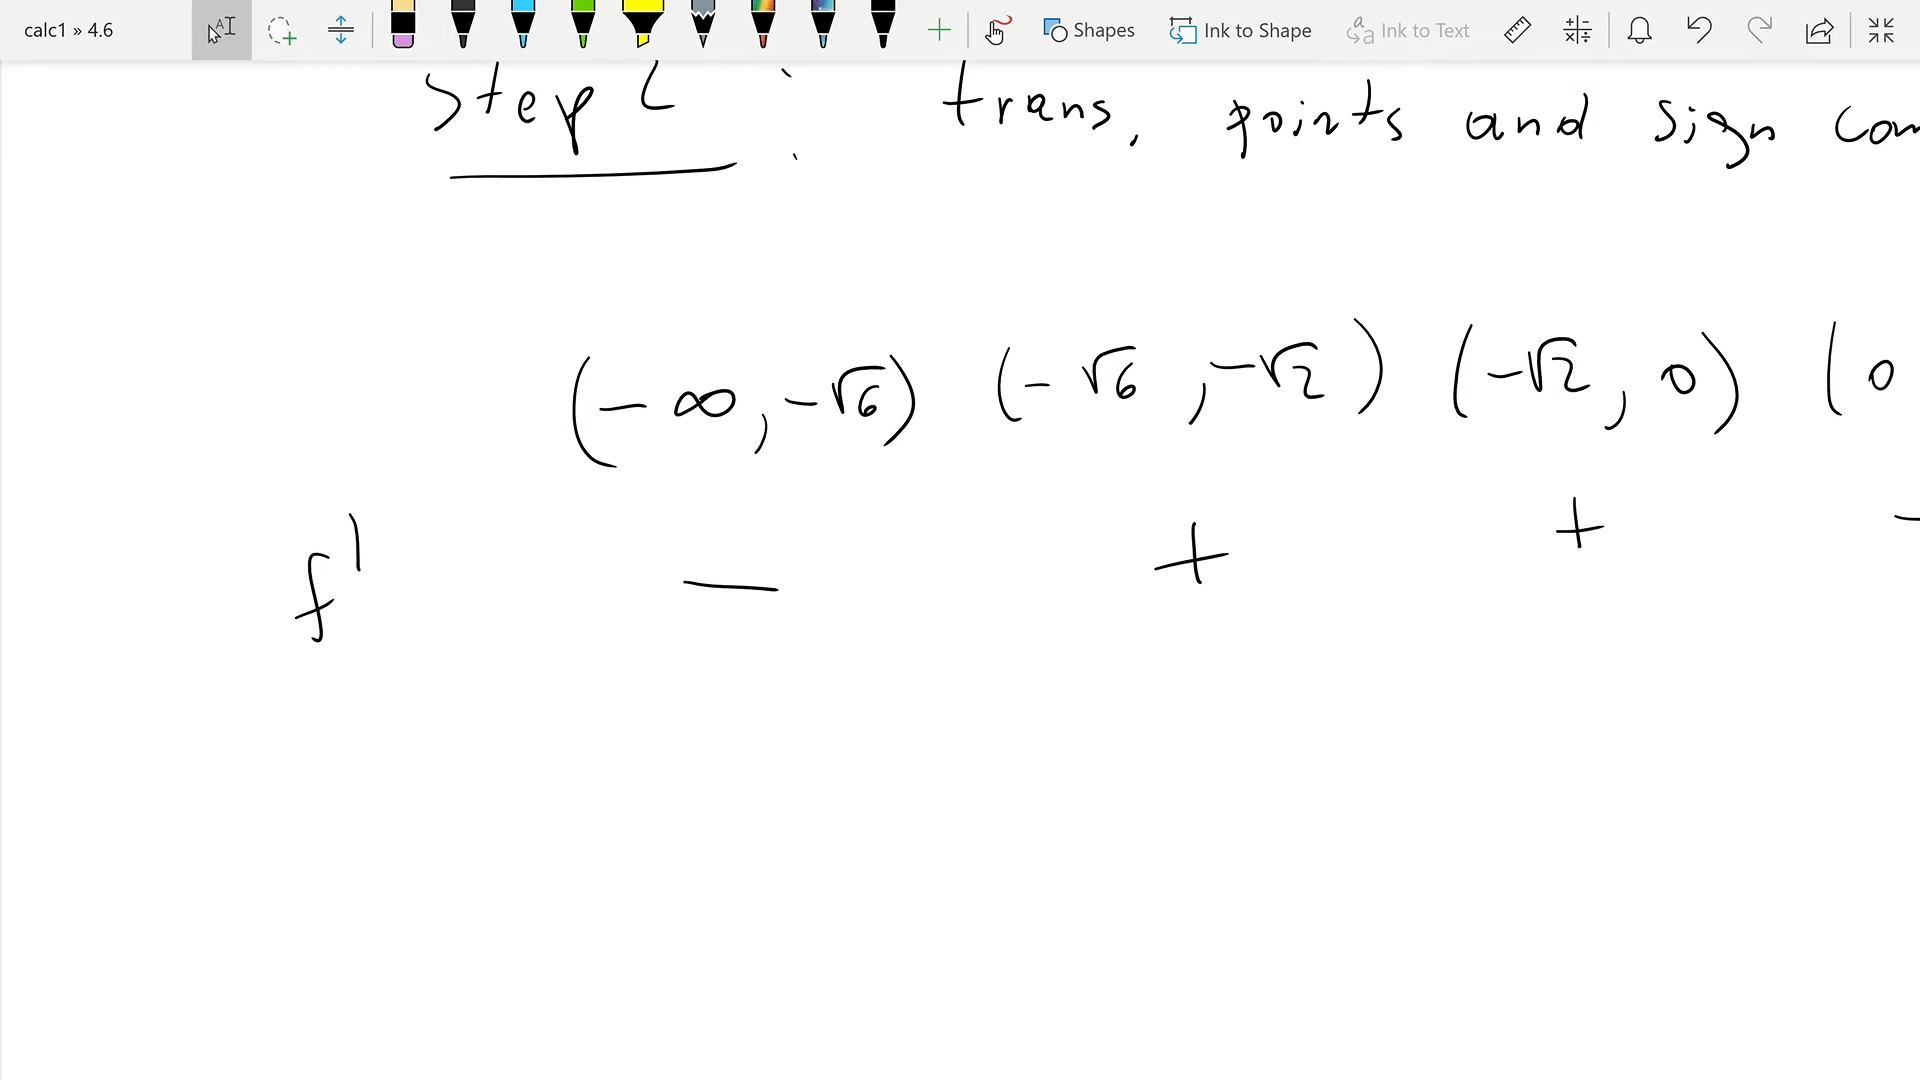 calc1 » 4.6 Shapes Ink to Shape Ink to Text
Step 2 : trans. points and sign com
(-∞, -√6) (-√6, -√2) (-√2, 0) (0
f' — + + -